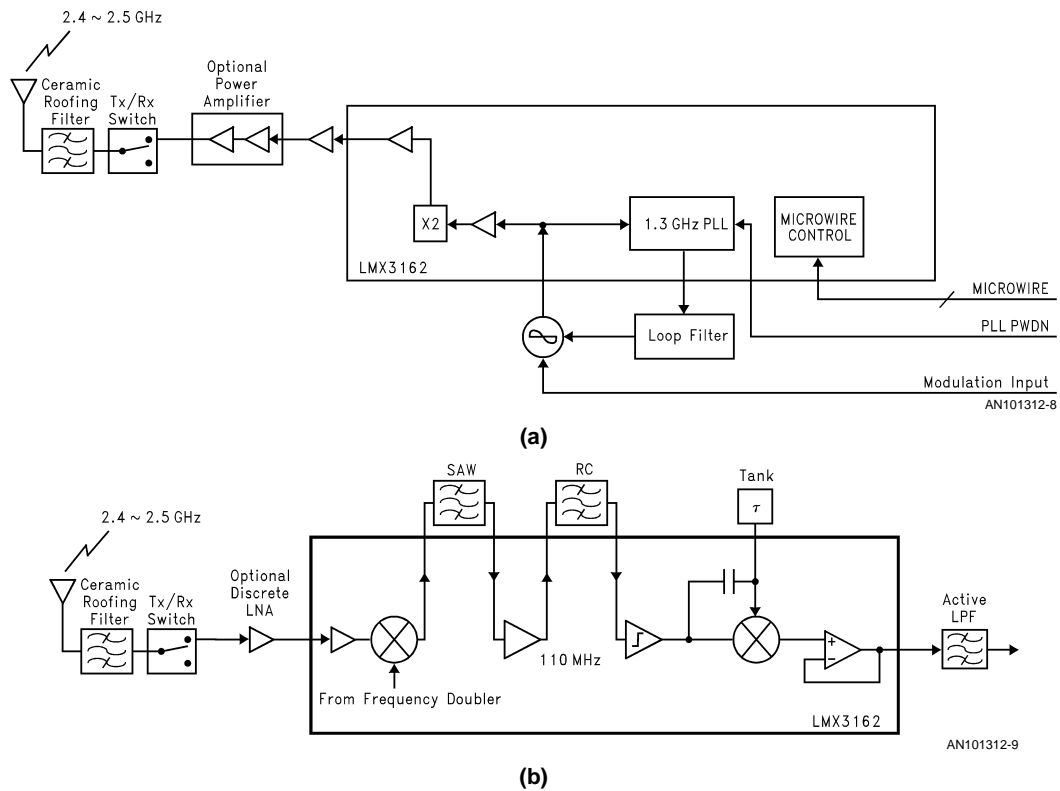 2.4 ~ 2.5 GHz
Ceramic
Roofing
Filter
Tx/Rx
Switch
Optional
Power
Amplifier
X2
1.3 GHz PLL
MICROWIRE
CONTROL
LMX3162
MICROWIRE
Loop Filter
PLL PWDN
Modulation Input
AN101312-8
(a)
SAW
RC
Tank
τ
2.4 ~ 2.5 GHz
Ceramic
Roofing
Filter
Tx/Rx
Switch
Optional
Discrete
LNA
110 MHz
+
−
Active
LPF
From Frequency Doubler
LMX3162
AN101312-9
(b)